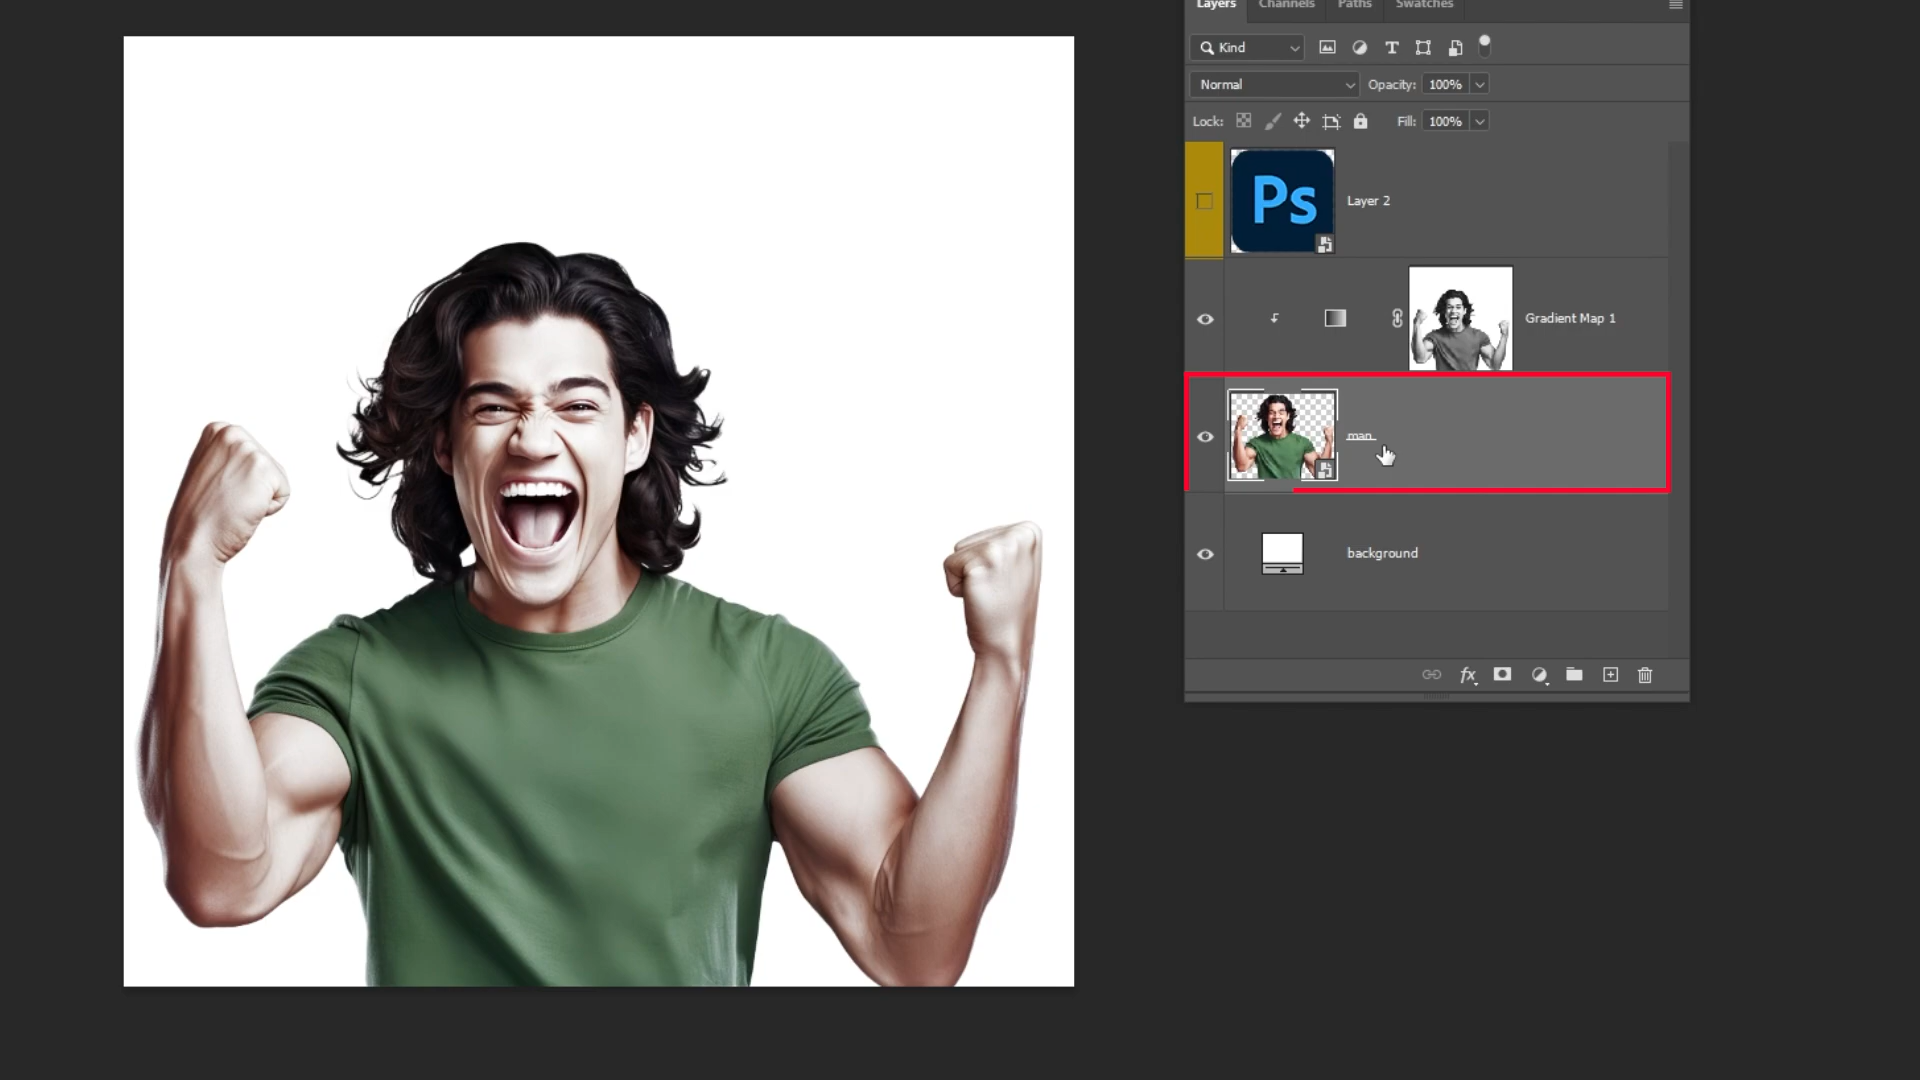 Layers Channels Paths Swatches
Kind
Normal Opacity: 100%
Lock: Fill: 100%
Ps Layer 2
Gradient Map 1
man
background
fx